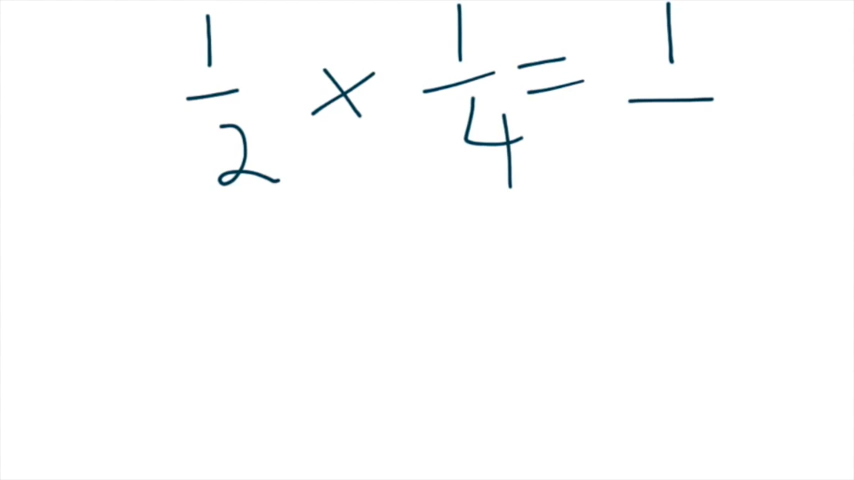 1/2 × 1/4 = 1/